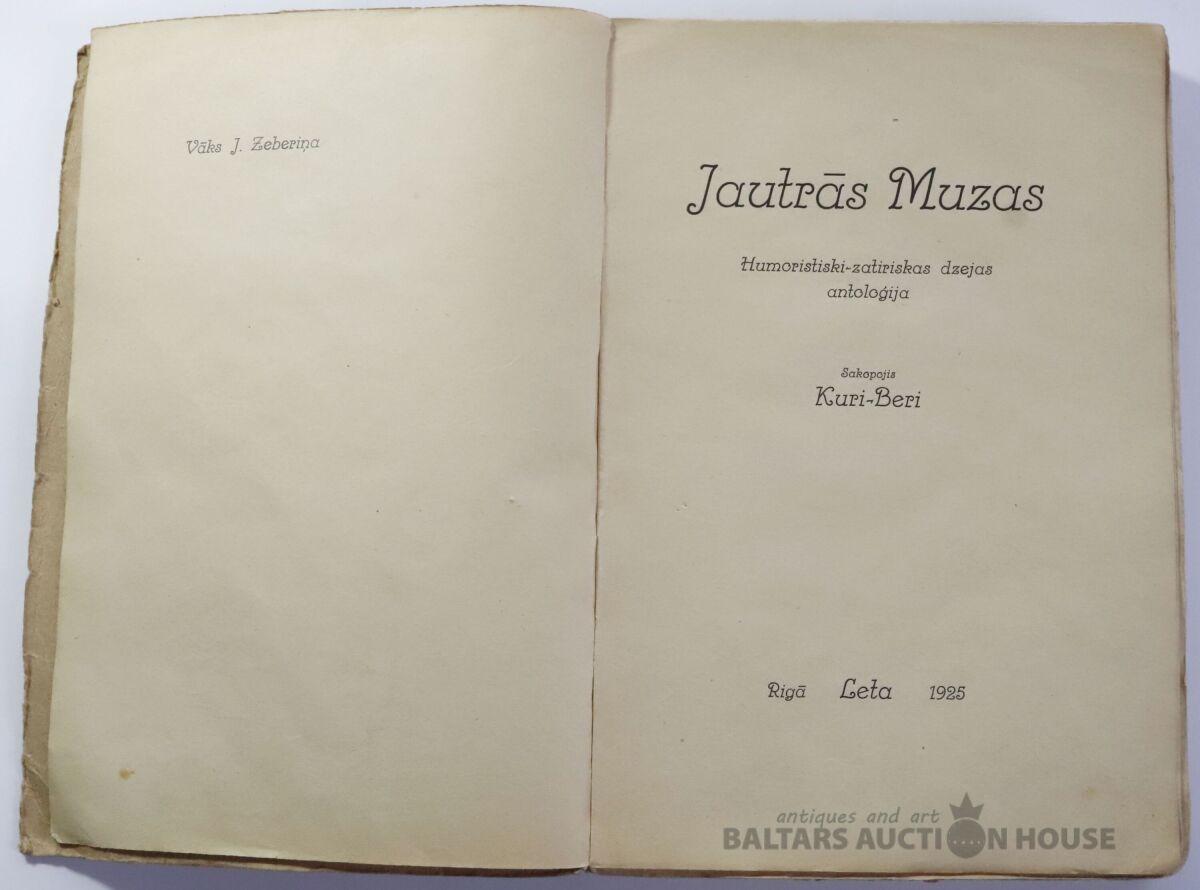 Vāks J. Zeberiņa
Jautrās Muzas
Humoristiski-zatiriskas dzejas
antoloģija
Sakopojis
Kuri-Beri
Rigā Leta 1925
antiques and art
BALTARS AUCTION HOUSE